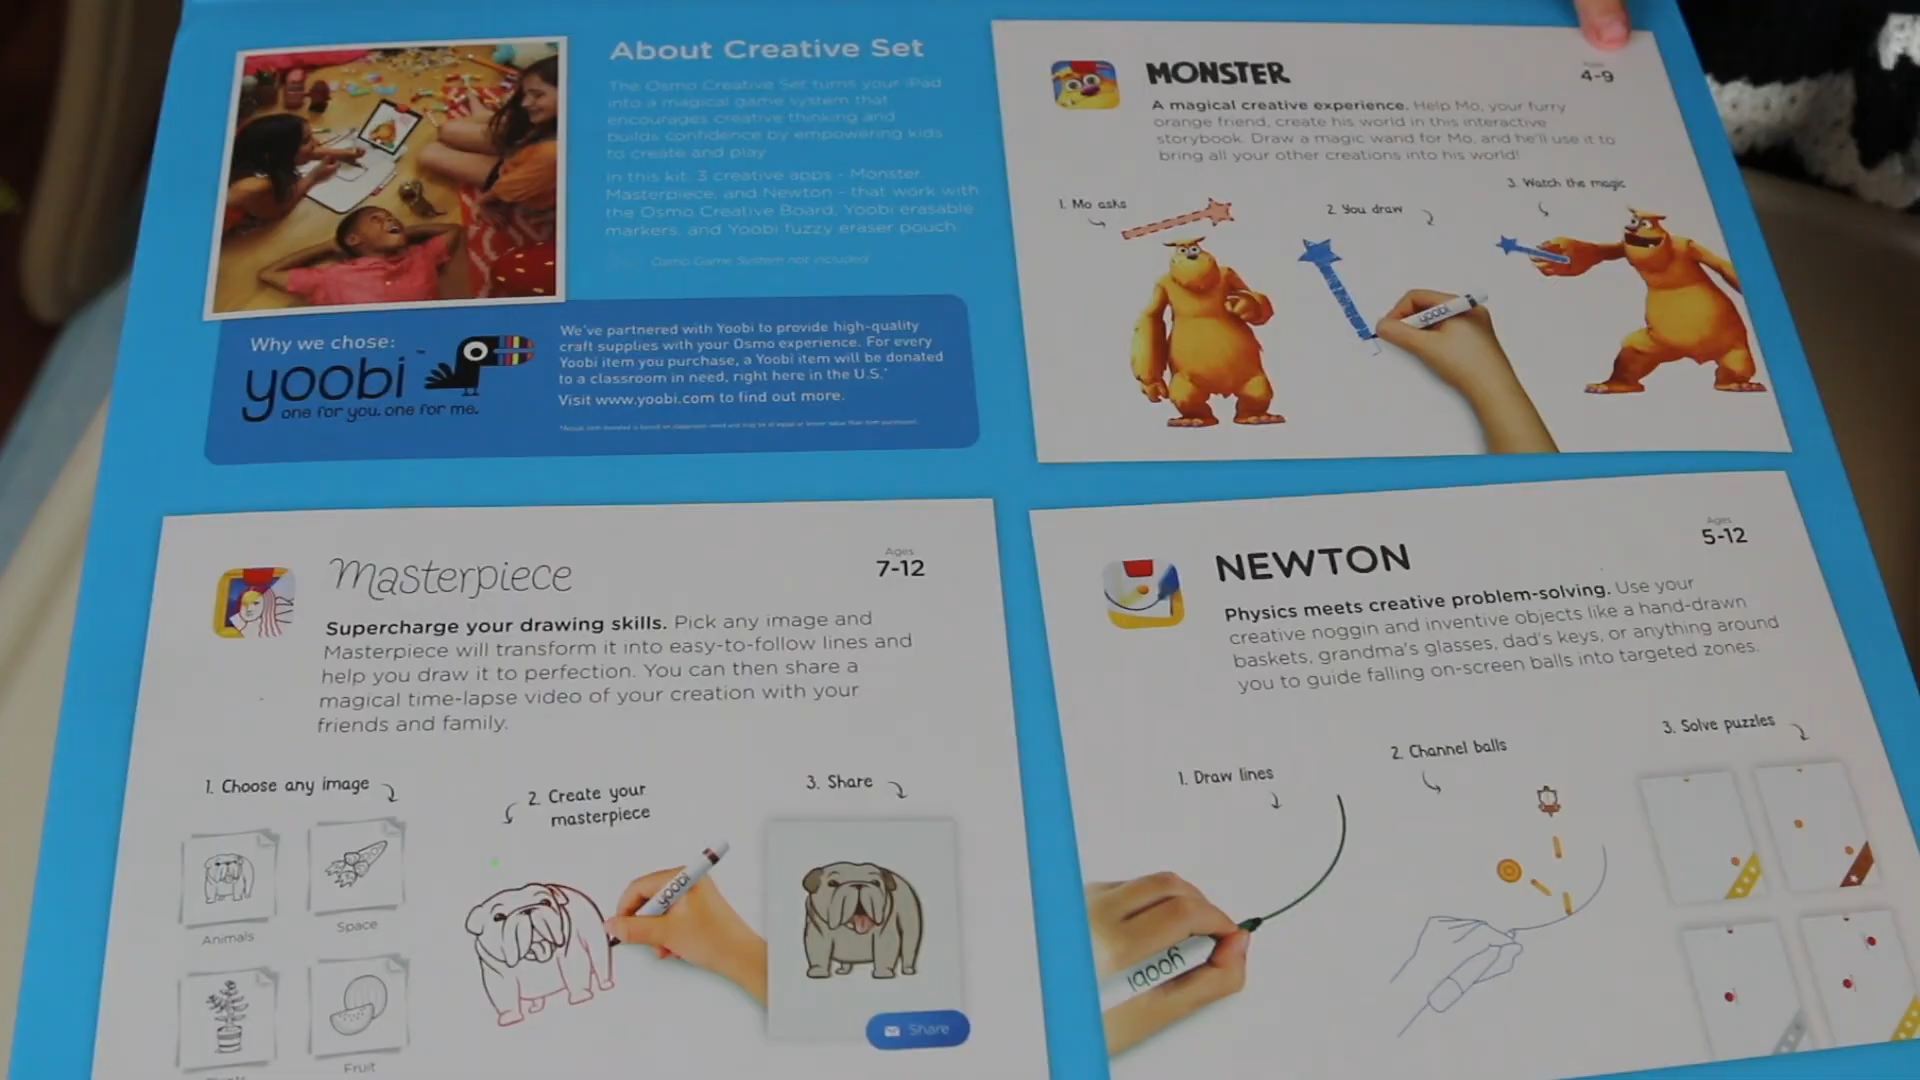 About Creative Set
The Osmo Creative Set turns your iPad
into a magical game system that
encourages creative thinking and
builds confidence by empowering kids
to create and play
In this kit, 3 creative apps - Monster,
Masterpiece, and Newton - that work with
the Osmo Creative Board, Yoobi erasable
markers, and Yoobi fuzzy eraser pouch.
Osmo Game System not included
Why we chose:
yoobi™
one for you. one for me.
We've partnered with Yoobi to provide high-quality
craft supplies with your Osmo experience. For every
Yoobi item you purchase, a Yoobi item will be donated
to a classroom in need, right here in the U.S.*
Visit www.yoobi.com to find out more.
MONSTER
Ages
4-9
A magical creative experience. Help Mo, your furry
orange friend, create his world in this interactive
storybook. Draw a magic wand for Mo, and he'll use it to
bring all your other creations into his world!
1. Mo asks
2. You draw
3. Watch the magic
yoobi
Masterpiece
Ages
7-12
Supercharge your drawing skills. Pick any image and
Masterpiece will transform it into easy-to-follow lines and
help you draw it to perfection. You can then share a
magical time-lapse video of your creation with your
friends and family.
1. Choose any image
2. Create your
masterpiece
3. Share
Animals
Space
Fruit
yoobi
Share
NEWTON
Ages
5-12
Physics meets creative problem-solving. Use your
creative noggin and inventive objects like a hand-drawn
baskets, grandma's glasses, dad's keys, or anything around
you to guide falling on-screen balls into targeted zones.
1. Draw lines
2. Channel balls
3. Solve puzzles
yoobi